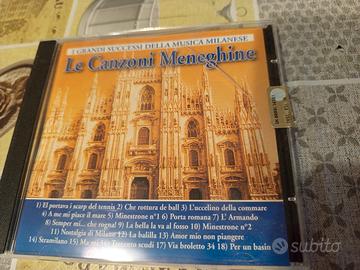 I GRANDI SUCCESSI DELLA MUSICA MILANESE
Le Canzoni Meneghine
1) El portava i scarp del tennis 2) Che rottura de ball 3) L'uccelino della commare
4) A me mi piace il mare 5) Minestrone n°1 6) Porta romana 7) L' Armando
8) Sempre mi... che rogna! 9) La bella la va al fosso 10) Minestrone n°2
11) Nostalgia di Milano 12) La balilla 13) Amor mio non piangere
14) Stramilano 15) Ma mi 16) Trecento scudi 17) Via broletto 34 18) Per un basin
subito